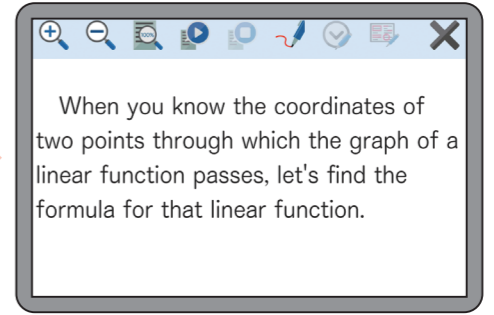 100%
When you know the coordinates of
two points through which the graph of a
linear function passes, let's find the
formula for that linear function.